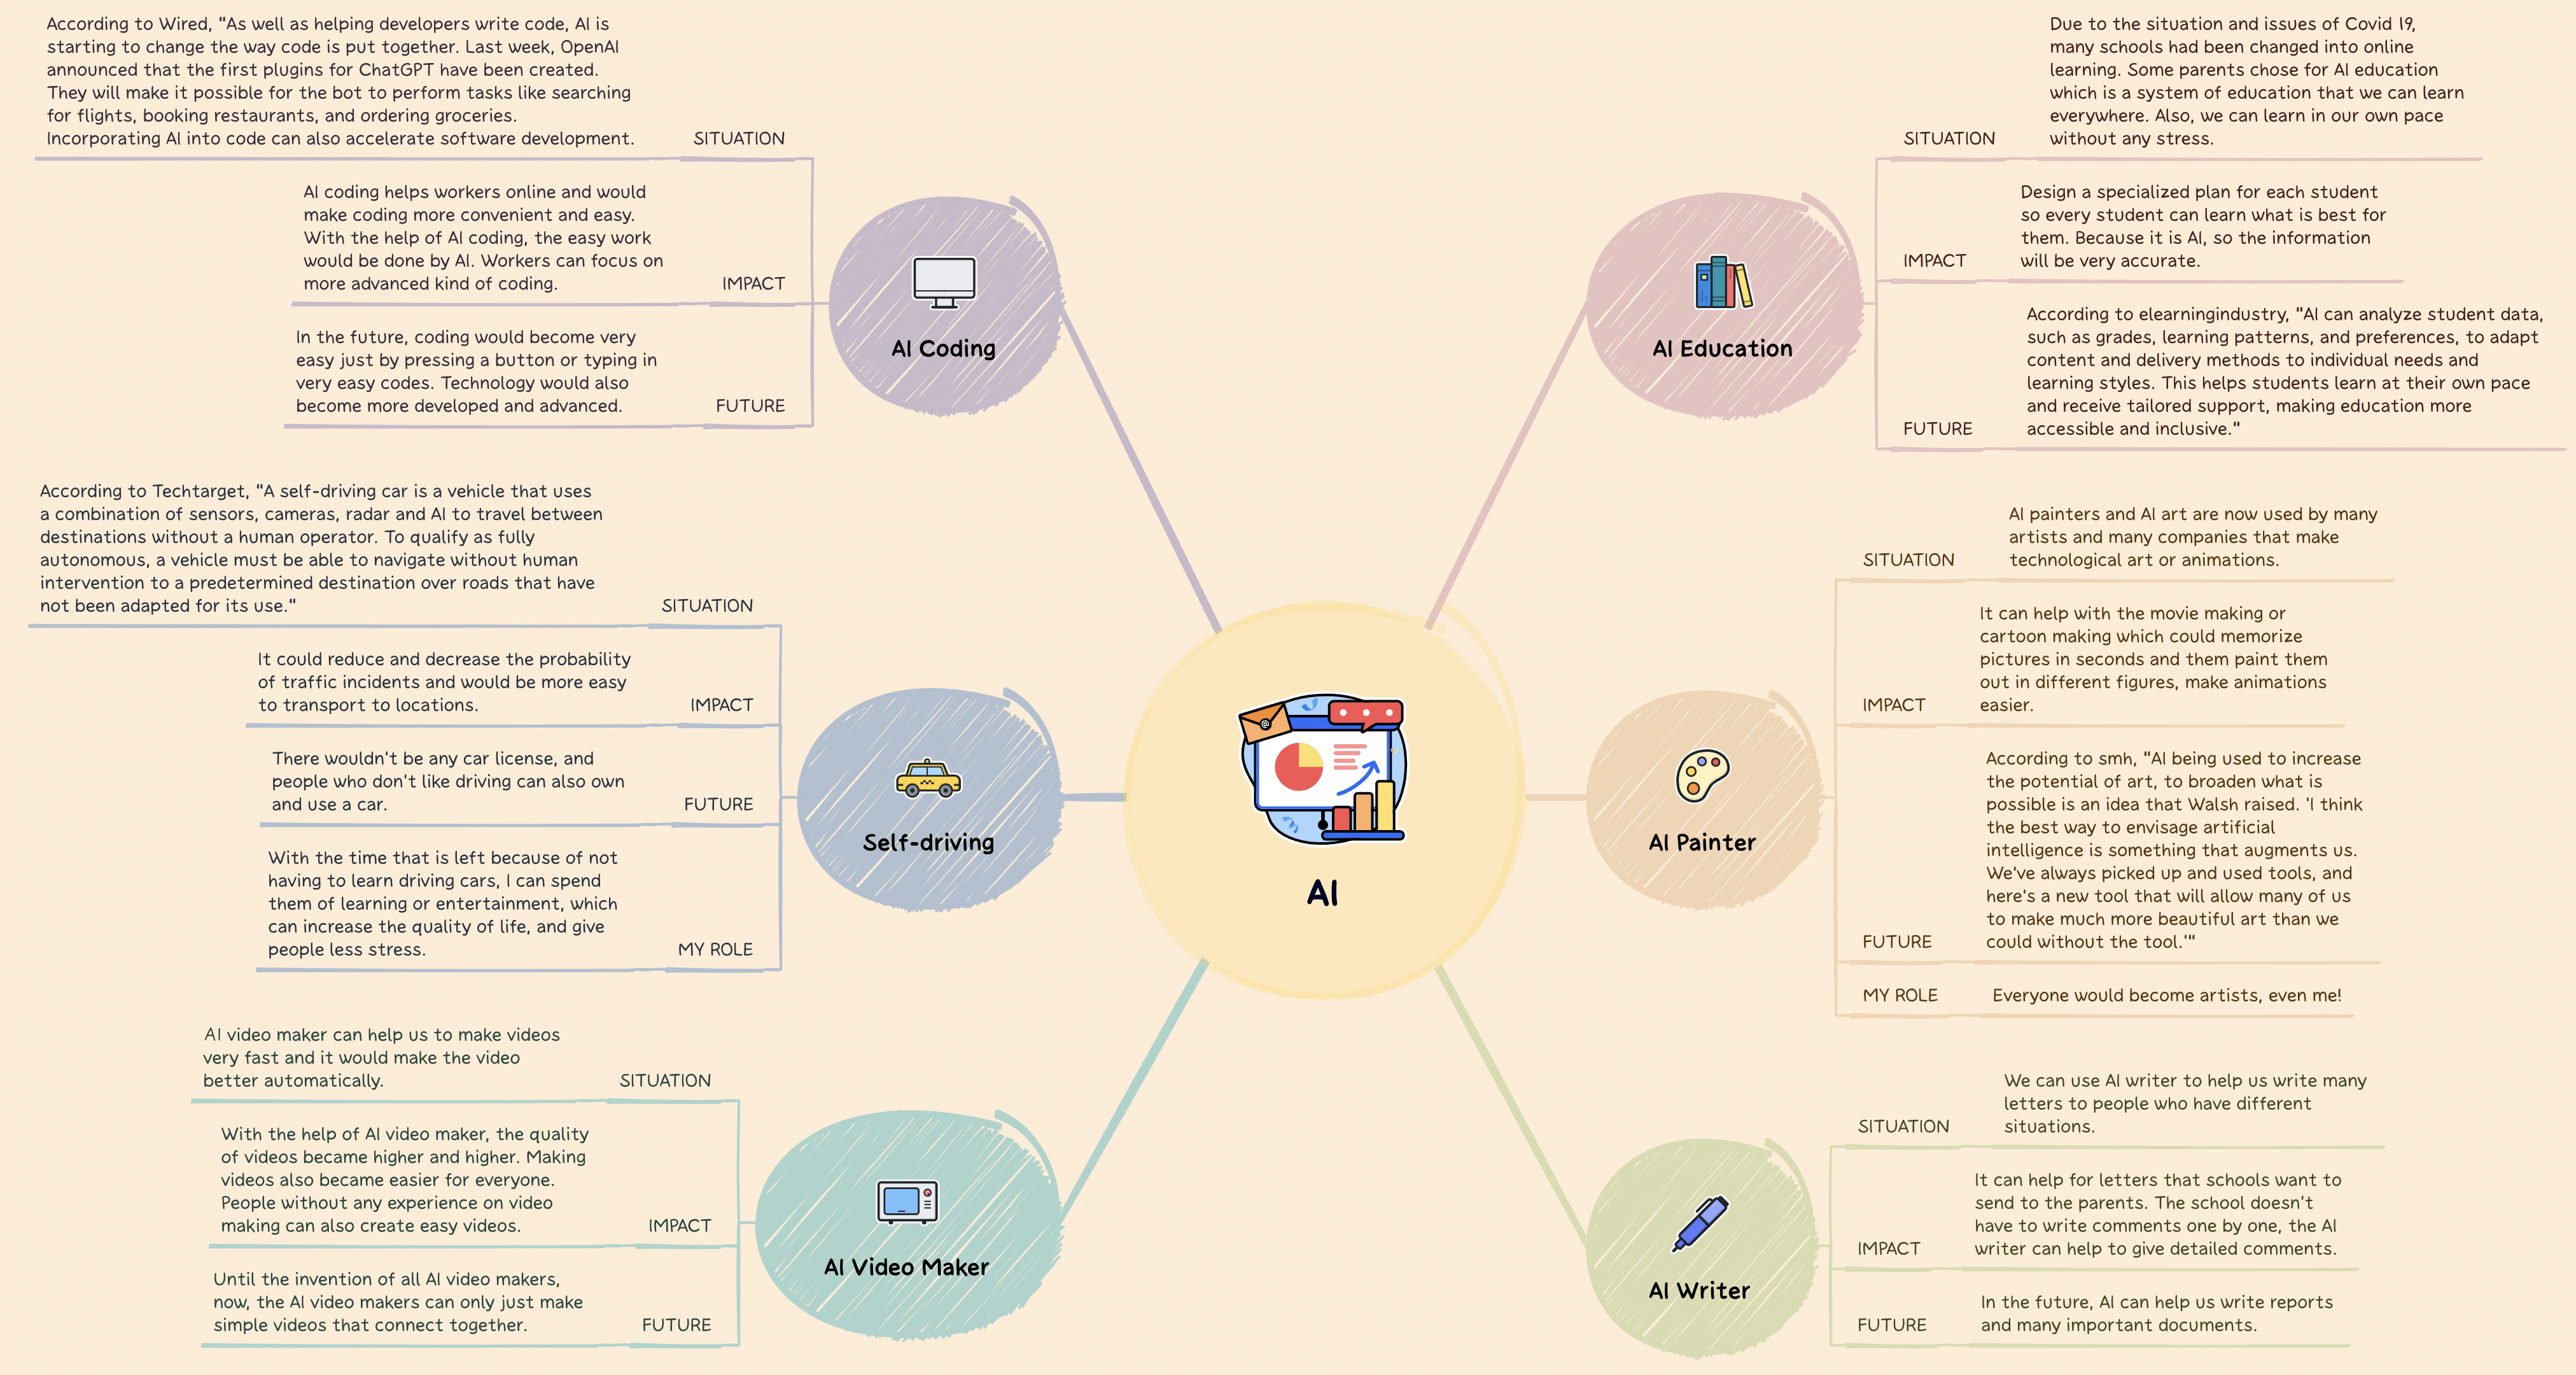 AI
AI Coding
SITUATION
According to Wired, "As well as helping developers write code, AI is
starting to change the way code is put together. Last week, OpenAI
announced that the first plugins for ChatGPT have been created.
They will make it possible for the bot to perform tasks like searching
for flights, booking restaurants, and ordering groceries.
Incorporating AI into code can also accelerate software development.
IMPACT
AI coding helps workers online and would
make coding more convenient and easy.
With the help of AI coding, the easy work
would be done by AI. Workers can focus on
more advanced kind of coding.
FUTURE
In the future, coding would become very
easy just by pressing a button or typing in
very easy codes. Technology would also
become more developed and advanced.
Self-driving
SITUATION
According to Techtarget, "A self-driving car is a vehicle that uses
a combination of sensors, cameras, radar and AI to travel between
destinations without a human operator. To qualify as fully
autonomous, a vehicle must be able to navigate without human
intervention to a predetermined destination over roads that have
not been adapted for its use."
IMPACT
It could reduce and decrease the probability
of traffic incidents and would be more easy
to transport to locations.
FUTURE
There wouldn't be any car license, and
people who don't like driving can also own
and use a car.
MY ROLE
With the time that is left because of not
having to learn driving cars, I can spend
them of learning or entertainment, which
can increase the quality of life, and give
people less stress.
AI Video Maker
SITUATION
AI video maker can help us to make videos
very fast and it would make the video
better automatically.
IMPACT
With the help of AI video maker, the quality
of videos became higher and higher. Making
videos also became easier for everyone.
People without any experience on video
making can also create easy videos.
FUTURE
Until the invention of all AI video makers,
now, the AI video makers can only just make
simple videos that connect together.
AI Education
SITUATION
Due to the situation and issues of Covid 19,
many schools had been changed into online
learning. Some parents chose for AI education
which is a system of education that we can learn
everywhere. Also, we can learn in our own pace
without any stress.
IMPACT
Design a specialized plan for each student
so every student can learn what is best for
them. Because it is AI, so the information
will be very accurate.
FUTURE
According to elearningindustry, "AI can analyze student data,
such as grades, learning patterns, and preferences, to adapt
content and delivery methods to individual needs and
learning styles. This helps students learn at their own pace
and receive tailored support, making education more
accessible and inclusive."
AI Painter
SITUATION
AI painters and AI art are now used by many
artists and many companies that make
technological art or animations.
IMPACT
It can help with the movie making or
cartoon making which could memorize
pictures in seconds and them paint them
out in different figures, make animations
easier.
FUTURE
According to smh, "AI being used to increase
the potential of art, to broaden what is
possible is an idea that Walsh raised. 'I think
the best way to envisage artificial
intelligence is something that augments us.
We've always picked up and used tools, and
here's a new tool that will allow many of us
to make much more beautiful art than we
could without the tool.'"
MY ROLE
Everyone would become artists, even me!
AI Writer
SITUATION
We can use AI writer to help us write many
letters to people who have different
situations.
IMPACT
It can help for letters that schools want to
send to the parents. The school doesn't
have to write comments one by one, the AI
writer can help to give detailed comments.
FUTURE
In the future, AI can help us write reports
and many important documents.